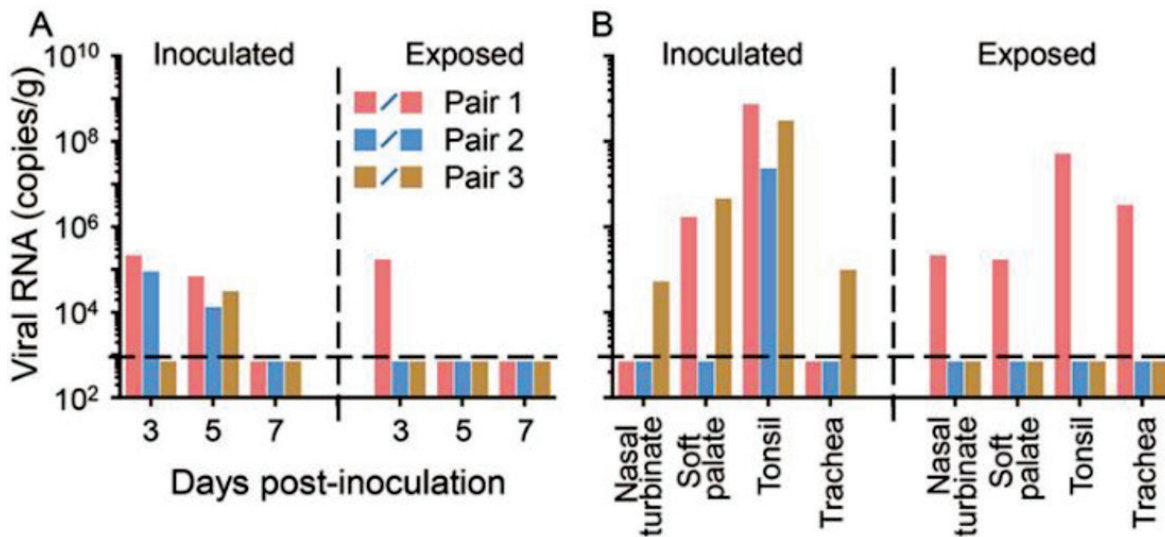 A
Inoculated
Exposed
Viral RNA (copies/g)
10^10
10^8
10^6
10^4
10^2
Pair 1
Pair 2
Pair 3
3
5
7
3
5
7
Days post-inoculation
B
Inoculated
Exposed
Nasal
turbinate
Soft
palate
Tonsil
Trachea
Nasal
turbinate
Soft
palate
Tonsil
Trachea